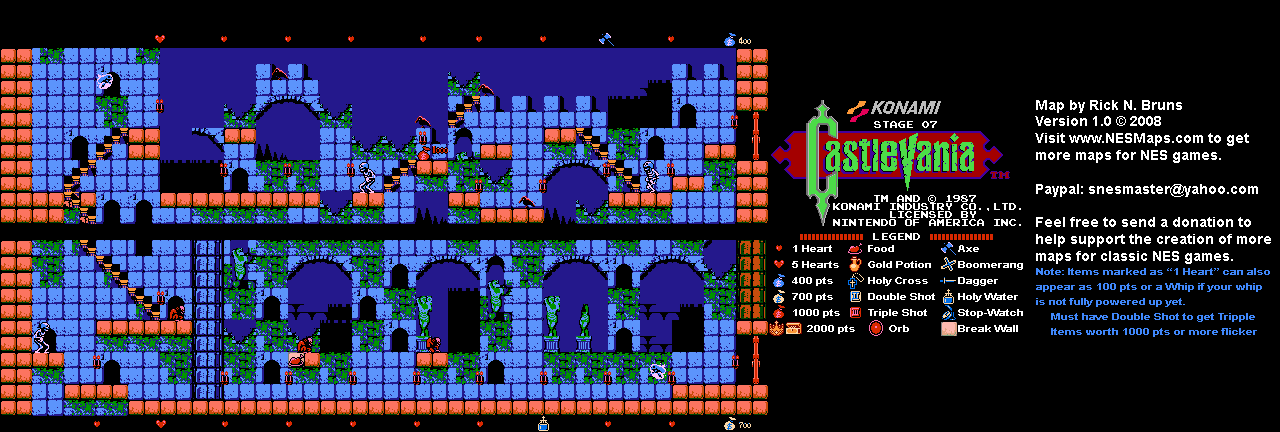 400
KONAMI
STAGE 07
Castlevania
TM
TM AND © 1987
KONAMI INDUSTRY CO.,LTD.
LICENSED BY
NINTENDO OF AMERICA INC.
LEGEND
1 Heart Food Axe
5 Hearts Gold Potion Boomerang
400 pts Holy Cross Dagger
700 pts Double Shot Holy Water
1000 pts Triple Shot Stop-Watch
2000 pts Orb Break Wall
Map by Rick N. Bruns
Version 1.0 © 2008
Visit www.NESMaps.com to get
more maps for NES games.
Paypal: snesmaster@yahoo.com
Feel free to send a donation to
help support the creation of more
maps for classic NES games.
Note: Items marked as “1 Heart” can also
appear as 100 pts or a Whip if your whip
is not fully powered up yet.
Must have Double Shot to get Tripple
Items worth 1000 pts or more flicker
700